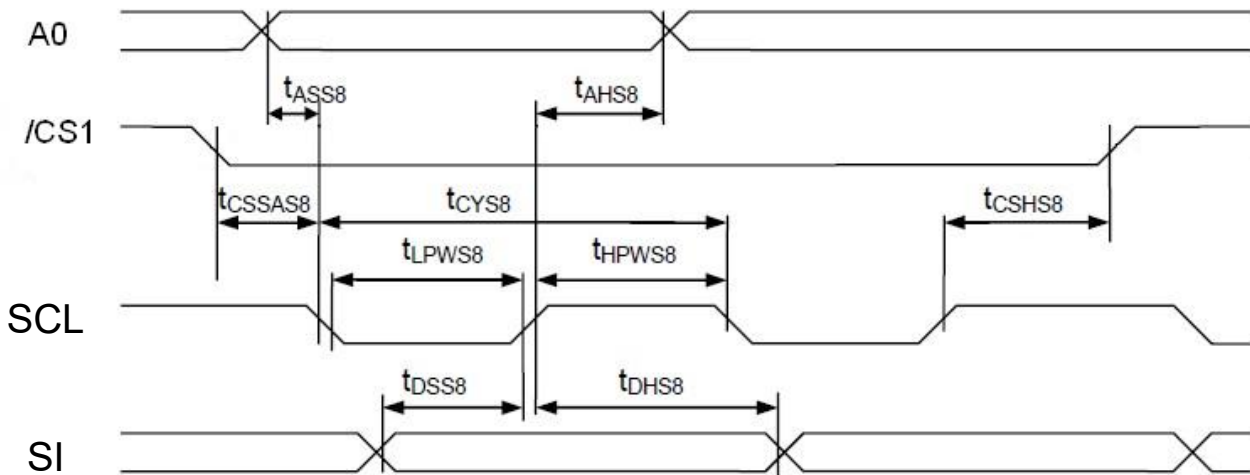 A0
tASS8
tAHS8
/CS1
tCSSAS8
tCYS8
tCSHS8
tLPWS8
tHPWS8
SCL
tDSS8
tDHS8
SI